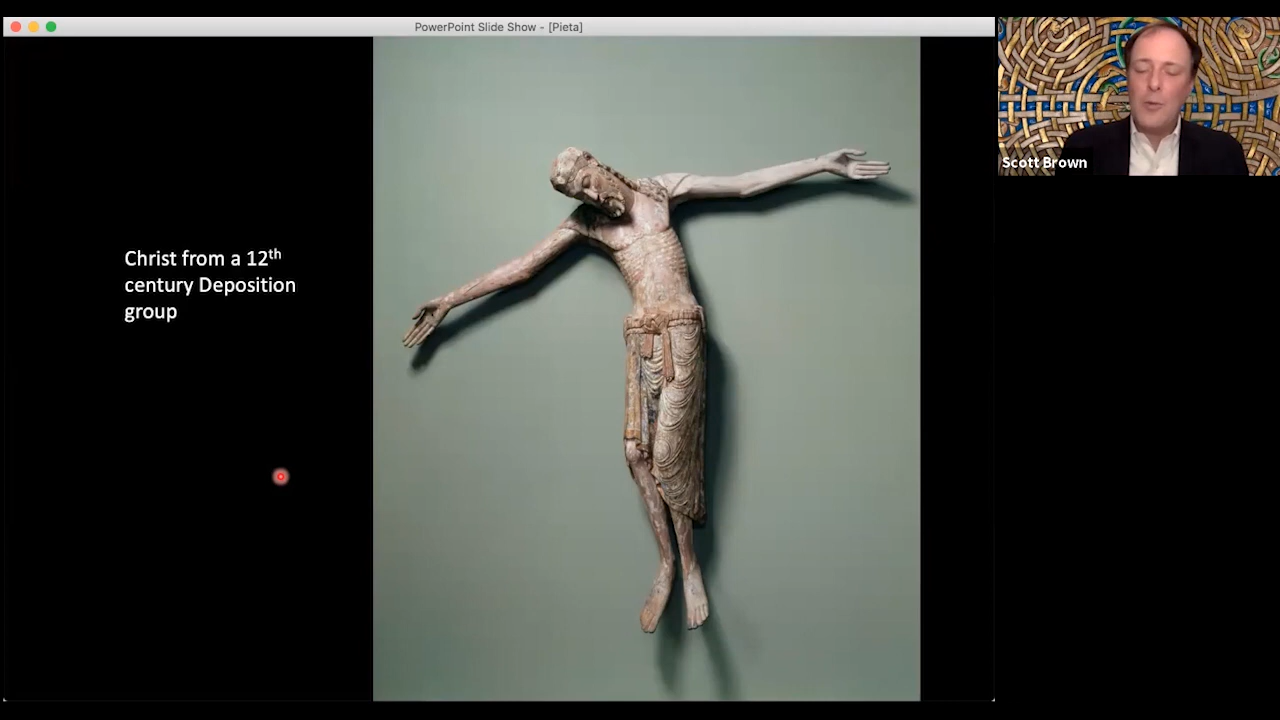 PowerPoint Slide Show - [Pieta]
Christ from a 12th
century Deposition
group
Scott Brown